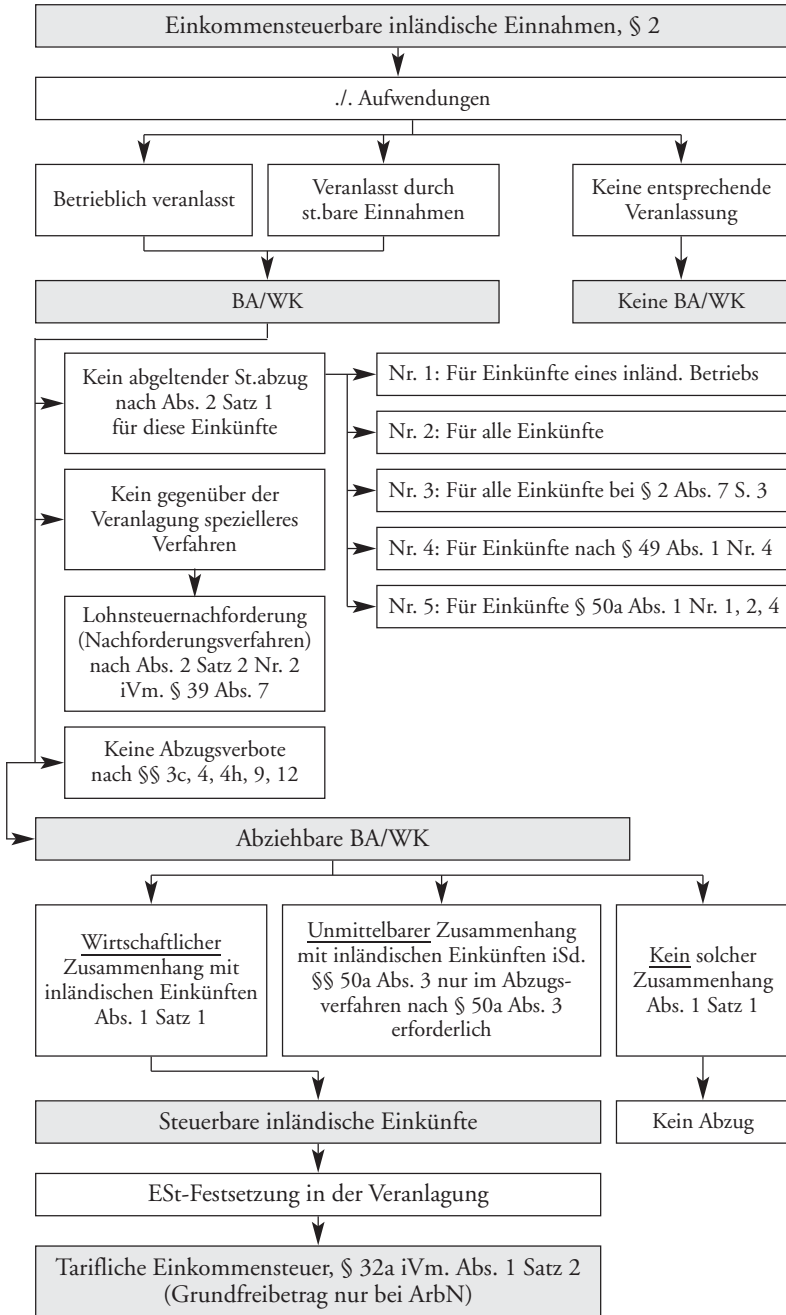 Einkommensteuerbare inländische Einnahmen, § 2
./. Aufwendungen
Betrieblich veranlasst
Veranlasst durch
st.bare Einnahmen
Keine entsprechende
Veranlassung
BA/WK
Keine BA/WK
Kein abgeltender St.abzug
nach Abs. 2 Satz 1
für diese Einkünfte
Nr. 1: Für Einkünfte eines inländ. Betriebs
Nr. 2: Für alle Einkünfte
Nr. 3: Für alle Einkünfte bei § 2 Abs. 7 S. 3
Nr. 4: Für Einkünfte nach § 49 Abs. 1 Nr. 4
Nr. 5: Für Einkünfte § 50a Abs. 1 Nr. 1, 2, 4
Kein gegenüber der
Veranlagung spezielleres
Verfahren
Lohnsteuernachforderung
(Nachforderungsverfahren)
nach Abs. 2 Satz 2 Nr. 2
iVm. § 39 Abs. 7
Keine Abzugsverbote
nach §§ 3c, 4, 4h, 9, 12
Abziehbare BA/WK
Wirtschaftlicher
Zusammenhang mit
inländischen Einkünften
Abs. 1 Satz 1
Unmittelbarer Zusammenhang
mit inländischen Einkünften iSd.
§§ 50a Abs. 3 nur im Abzugs-
verfahren nach § 50a Abs. 3
erforderlich
Kein solcher
Zusammenhang
Abs. 1 Satz 1
Steuerbare inländische Einkünfte
Kein Abzug
ESt-Festsetzung in der Veranlagung
Tarifliche Einkommensteuer, § 32a iVm. Abs. 1 Satz 2
(Grundfreibetrag nur bei ArbN)